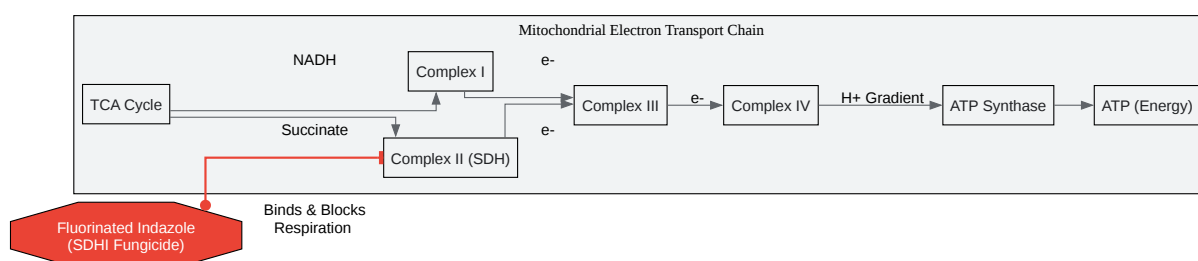 Mitochondrial Electron Transport Chain
NADH
e-
Complex I
TCA Cycle
Complex III
e-
Complex IV
H+ Gradient
ATP Synthase
ATP (Energy)
Succinate
e-
Complex II (SDH)
Binds & Blocks
Respiration
Fluorinated Indazole
(SDHI Fungicide)